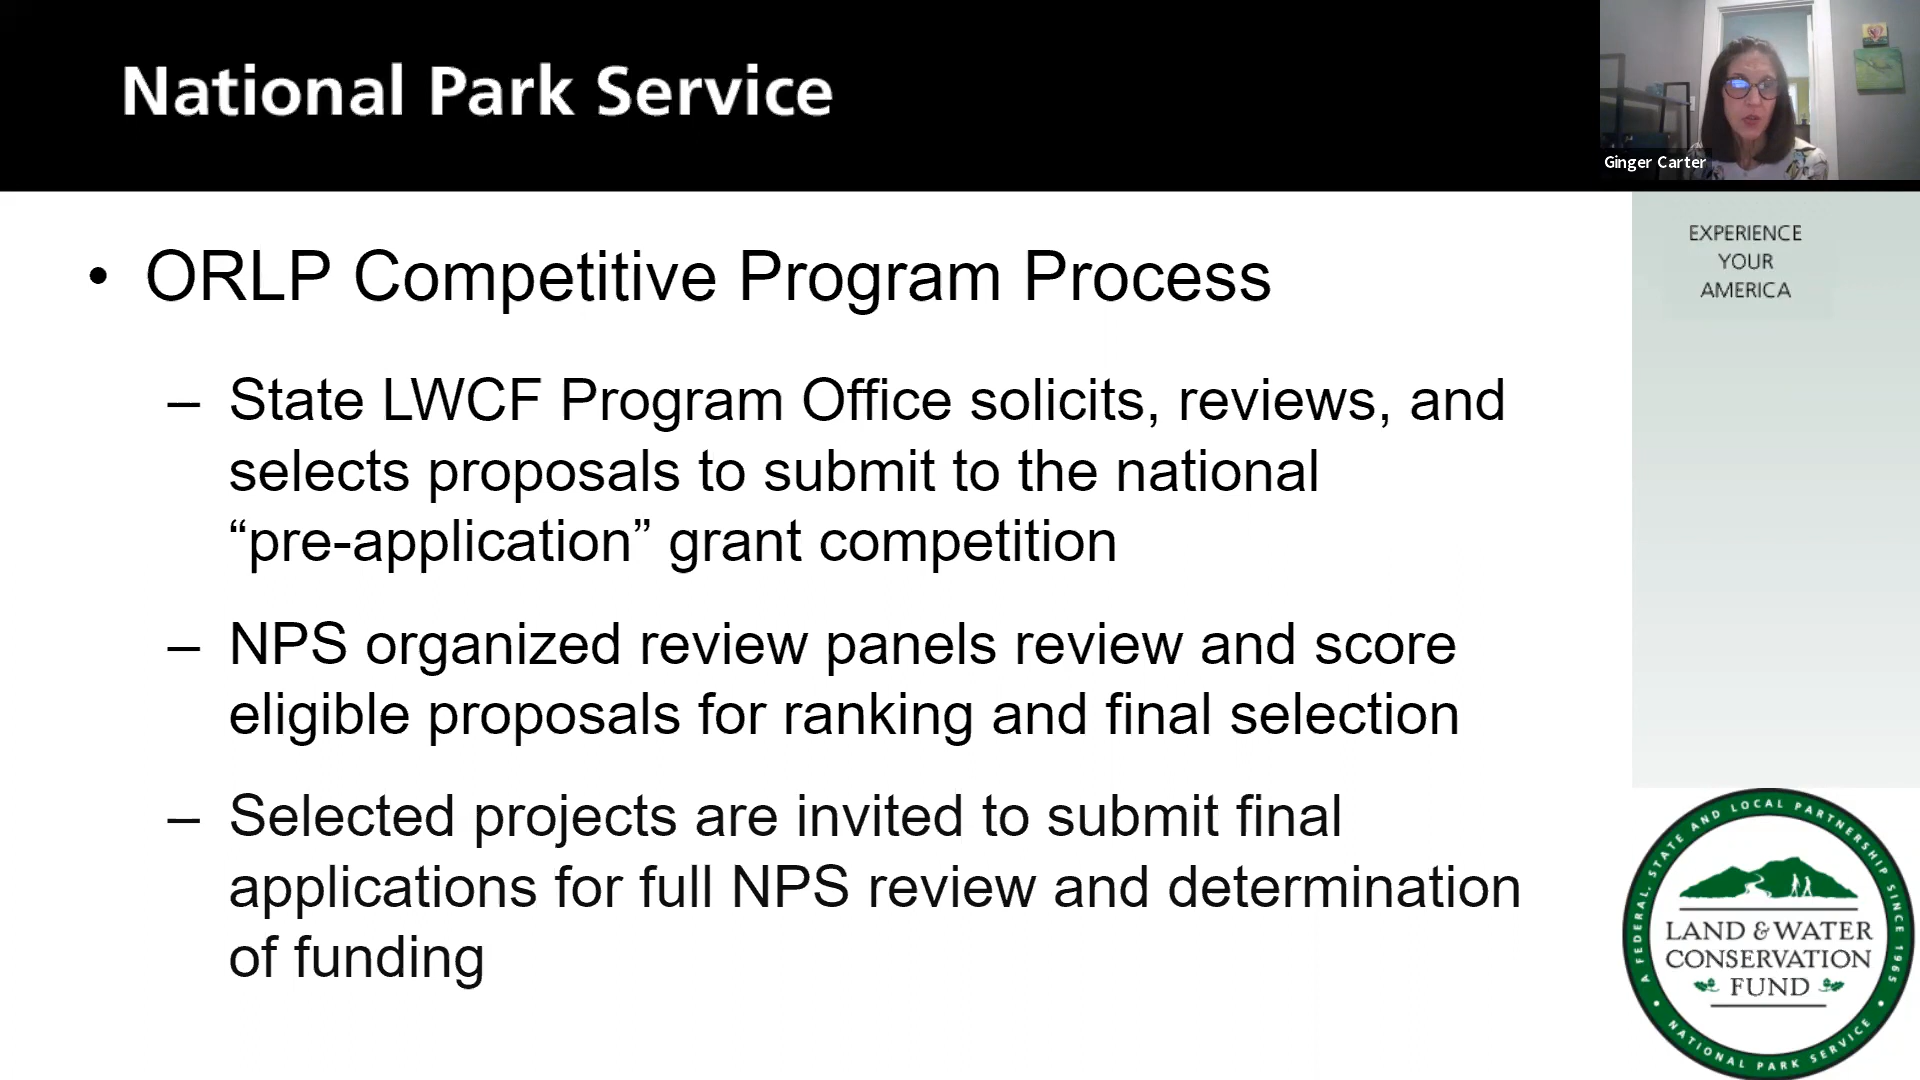 National Park Service
Ginger Carter
EXPERIENCE
YOUR
AMERICA
• ORLP Competitive Program Process
– State LWCF Program Office solicits, reviews, and
selects proposals to submit to the national
“pre-application” grant competition
– NPS organized review panels review and score
eligible proposals for ranking and final selection
– Selected projects are invited to submit final
applications for full NPS review and determination
of funding
A FEDERAL, STATE AND LOCAL PARTNERSHIP SINCE 1965
LAND & WATER
CONSERVATION
FUND
• NATIONAL PARK SERVICE •